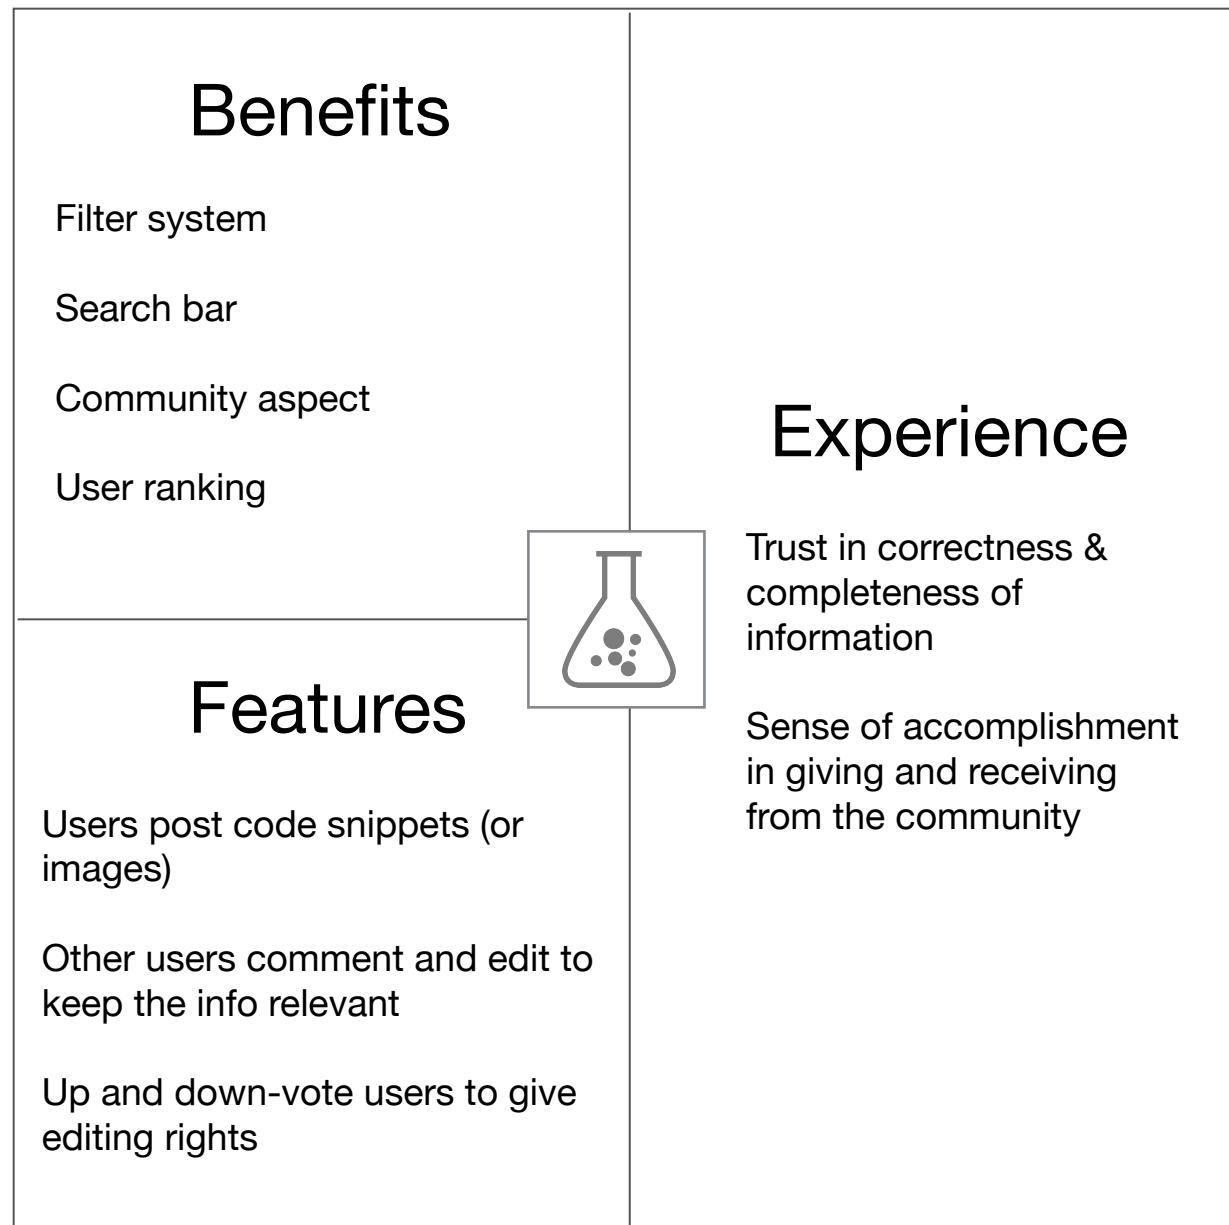 Benefits
Filter system
Search bar
Community aspect
User ranking
Features
Users post code snippets (or
images)
Other users comment and edit to
keep the info relevant
Up and down-vote users to give
editing rights
Experience
Trust in correctness &
completeness of
information
Sense of accomplishment
in giving and receiving
from the community